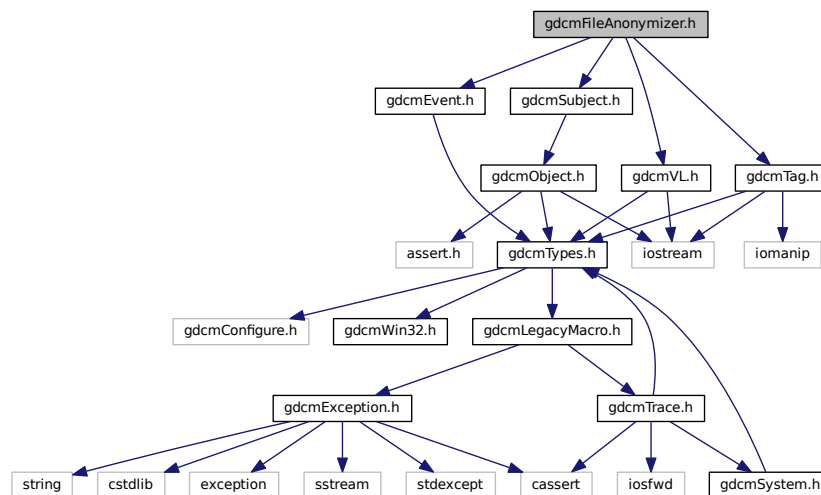 gdcmFileAnonymizer.h
gdcmEvent.h
gdcmSubject.h
gdcmObject.h
gdcmVL.h
gdcmTag.h
assert.h
gdcmTypes.h
iostream
iomanip
gdcmConfigure.h
gdcmWin32.h
gdcmLegacyMacro.h
gdcmException.h
gdcmTrace.h
string
cstdlib
exception
sstream
stdexcept
cassert
iosfwd
gdcmSystem.h